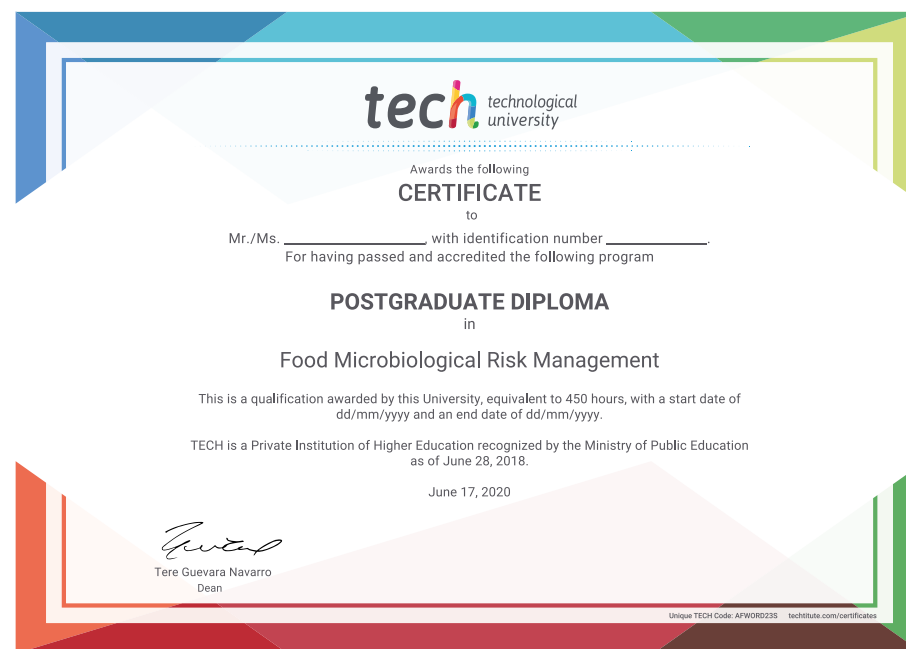 tech technological
university
Awards the following
CERTIFICATE
to
Mr./Ms. ____________________, with identification number ______________.
For having passed and accredited the following program
POSTGRADUATE DIPLOMA
in
Food Microbiological Risk Management
This is a qualification awarded by this University, equivalent to 450 hours, with a start date of
dd/mm/yyyy and an end date of dd/mm/yyyy.
TECH is a Private Institution of Higher Education recognized by the Ministry of Public Education
as of June 28, 2018.
June 17, 2020
Tere Guevara Navarro
Dean
Unique TECH Code: AFWORD23S techtitute.com/certificates